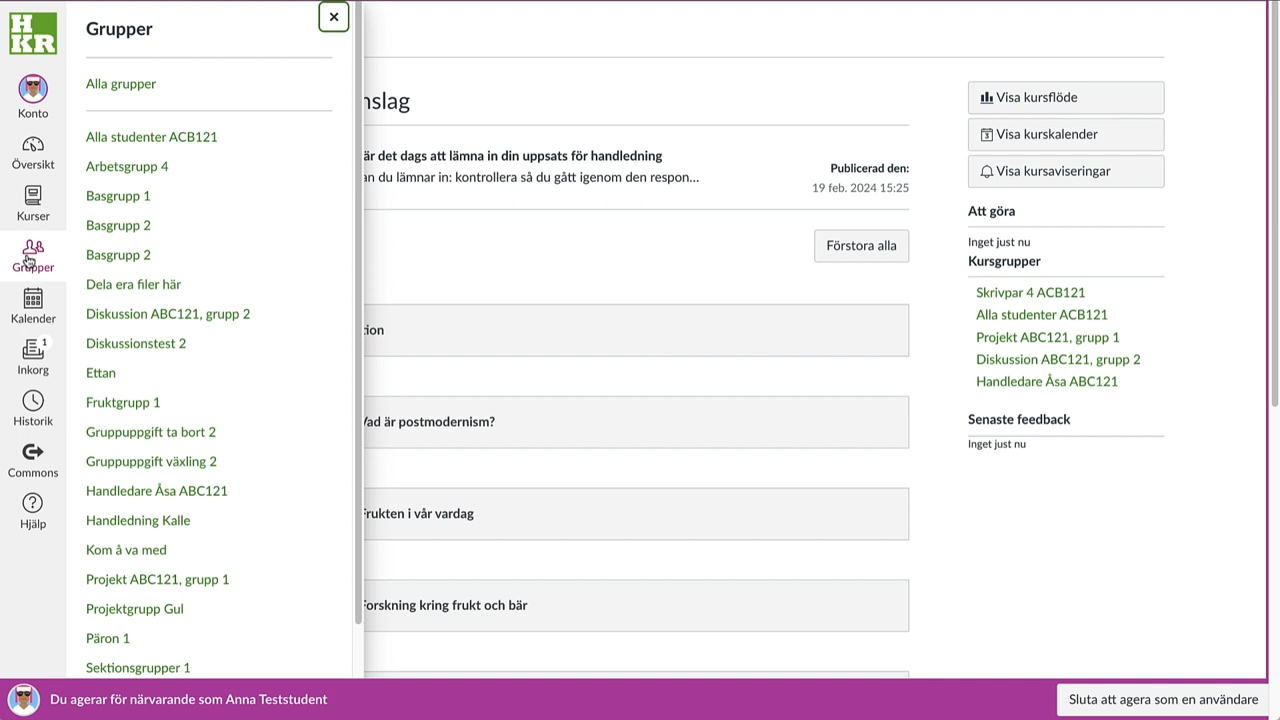 HKR
Konto
Översikt
Kurser
Grupper
Kalender
1
Inkorg
Historik
Commons
Hjälp
Grupper
Alla grupper
Alla studenter ACB121
Arbetsgrupp 4
Basgrupp 1
Basgrupp 2
Basgrupp 2
Dela era filer här
Diskussion ABC121, grupp 2
Diskussionstest 2
Ettan
Fruktgrupp 1
Gruppuppgift ta bort 2
Gruppuppgift växling 2
Handledare Åsa ABC121
Handledning Kalle
Kom å va med
Projekt ABC121, grupp 1
Projektgrupp Gul
Päron 1
Sektionsgrupper 1
nslag
är det dags att lämna in din uppsats för handledning
an du lämnar in: kontrollera så du gått igenom den respon...
Publicerad den:
19 feb. 2024 15:25
Förstora alla
tion
Vad är postmodernism?
Frukten i vår vardag
Forskning kring frukt och bär
Visa kursflöde
Visa kurskalender
Visa kursaviseringar
Att göra
Inget just nu
Kursgrupper
Skrivpar 4 ACB121
Alla studenter ACB121
Projekt ABC121, grupp 1
Diskussion ABC121, grupp 2
Handledare Åsa ABC121
Senaste feedback
Inget just nu
Du agerar för närvarande som Anna Teststudent
Sluta att agera som en användare